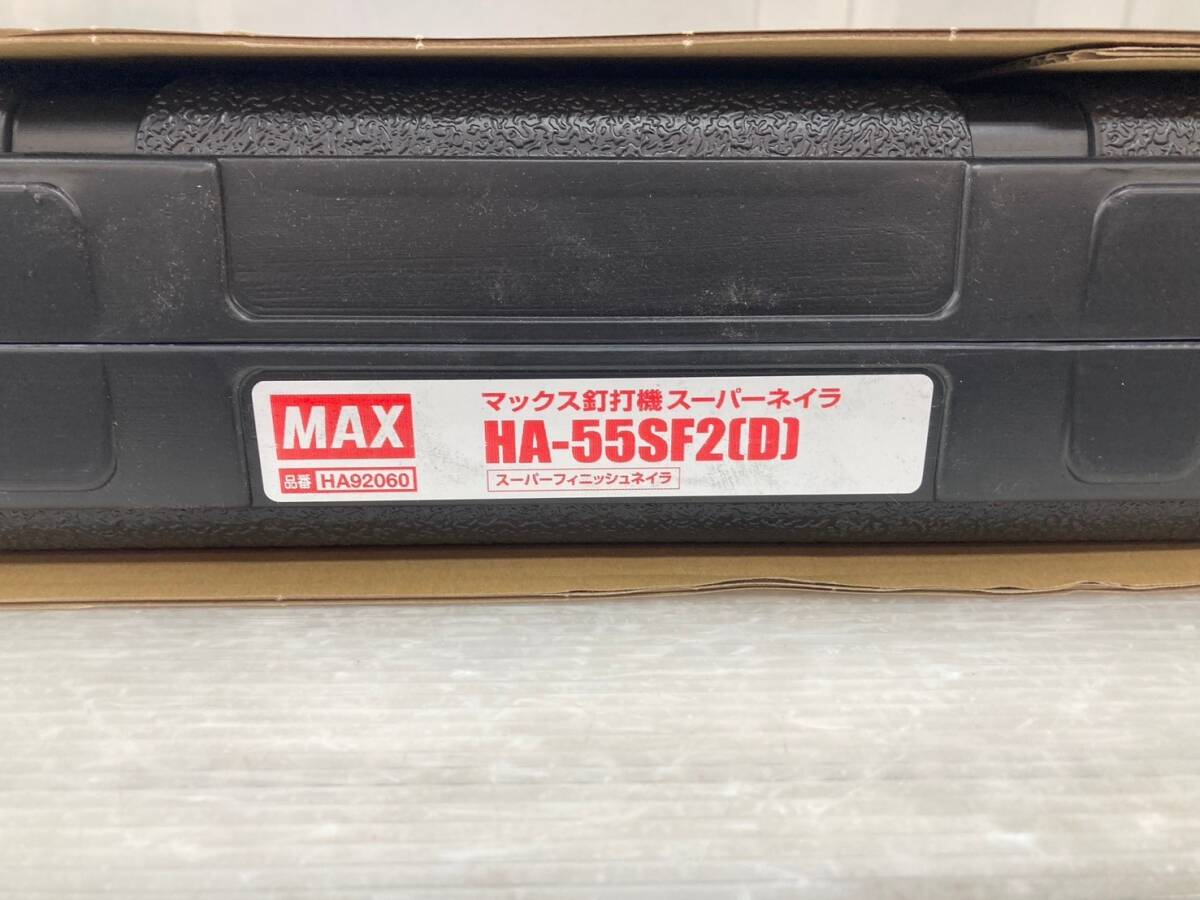 MAX
品番 HA92060
マックス釘打機 スーパーネイラ
HA-55SF2(D)
スーパーフィニッシュネイラ